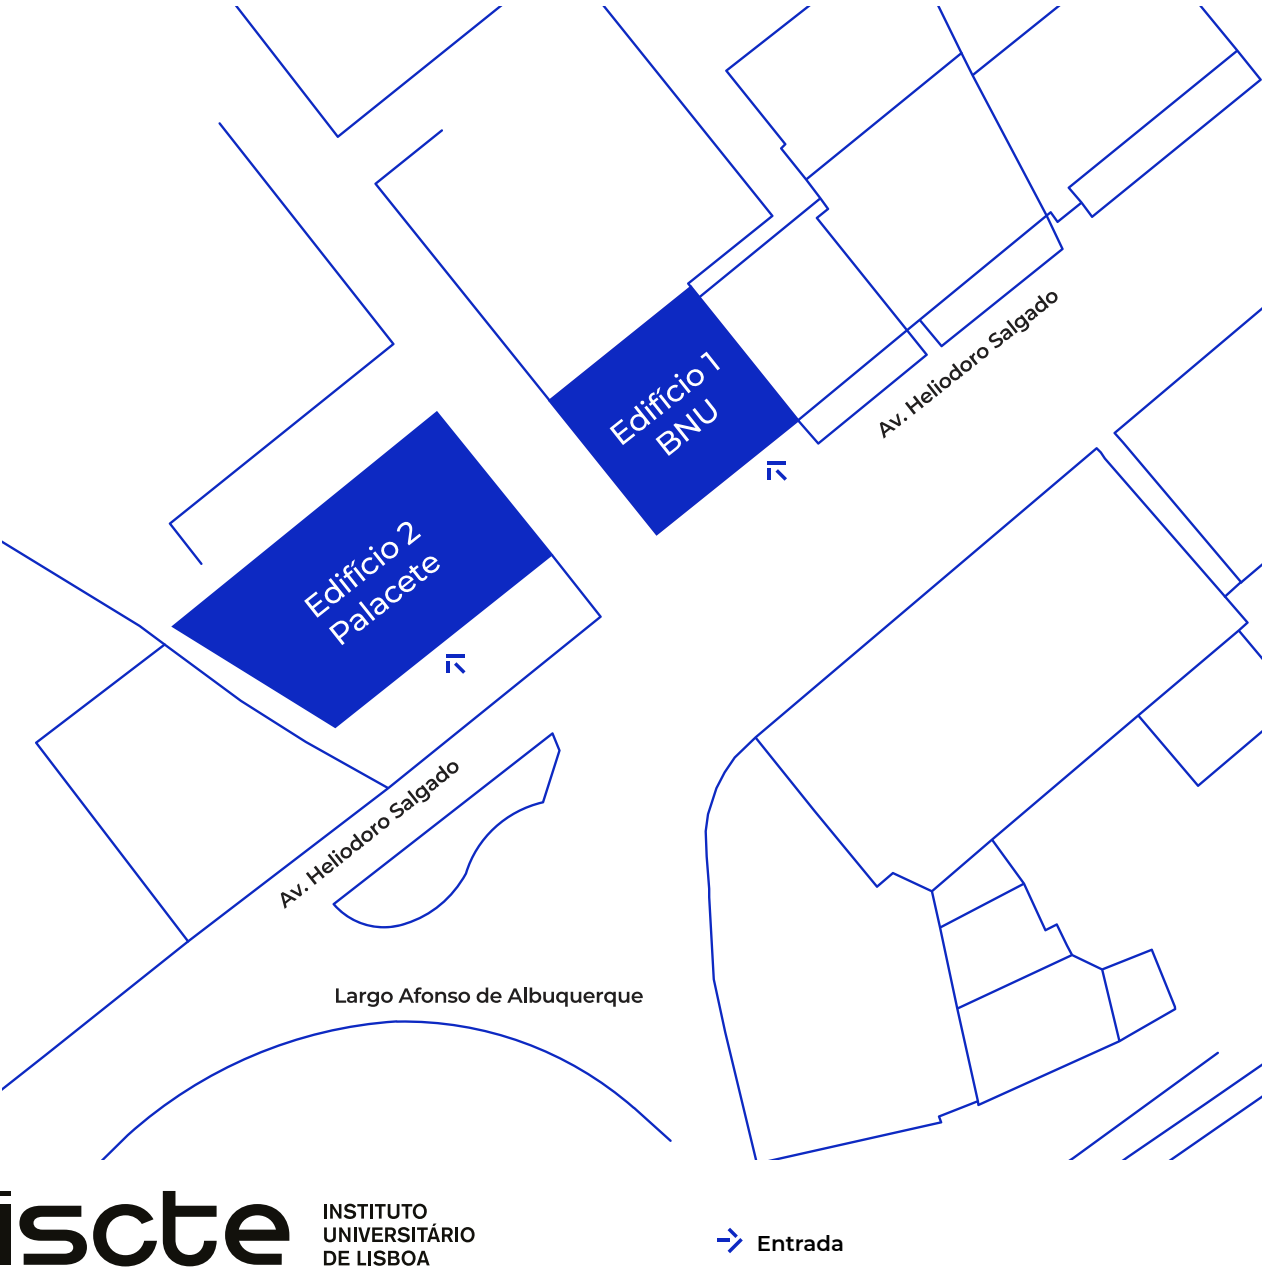 Av. Heliodoro Salgado
Edifício 1
BNU
Edifício 2
Palacete
Av. Heliodoro Salgado
Largo Afonso de Albuquerque
iscte
INSTITUTO
UNIVERSITÁRIO
DE LISBOA
Entrada